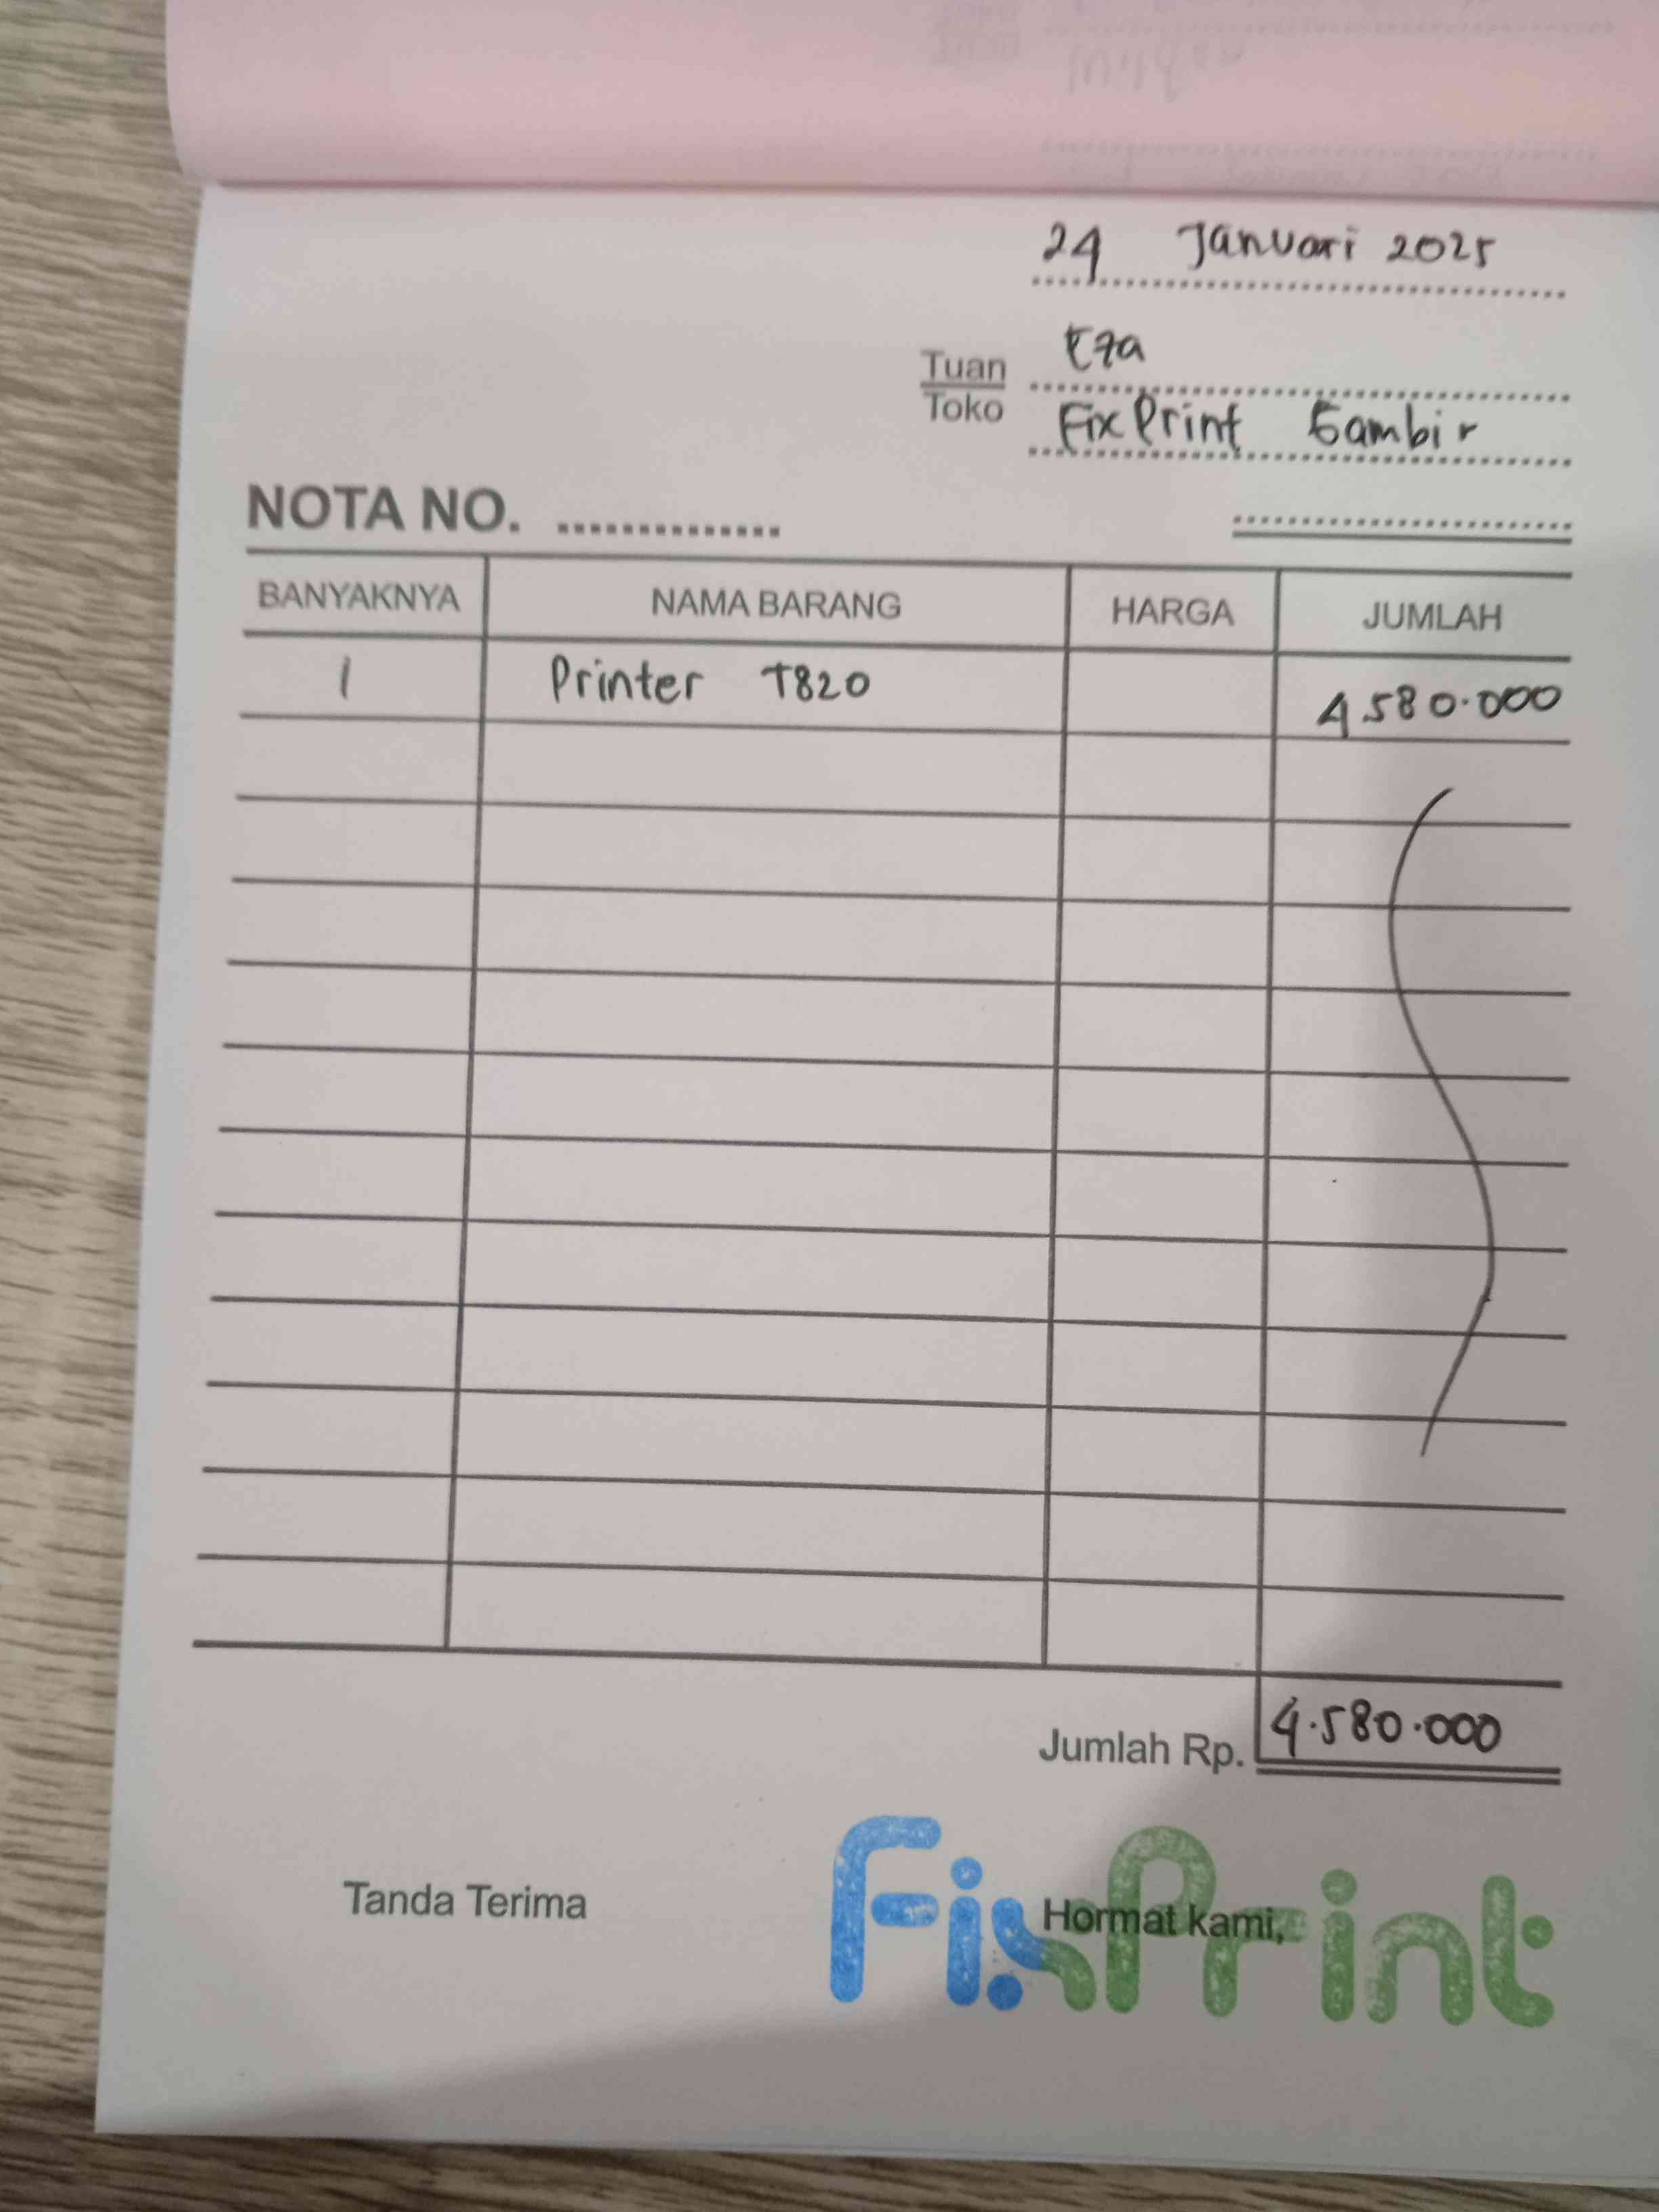 24 Januari 2025
Tuan Eza
Toko FixPrint Gambir
NOTA NO. ..............
BANYAKNYA NAMA BARANG HARGA JUMLAH
1 Printer T820 4.580.000
Jumlah Rp. 4.580.000
Tanda Terima Hormat kami,
FixPrint